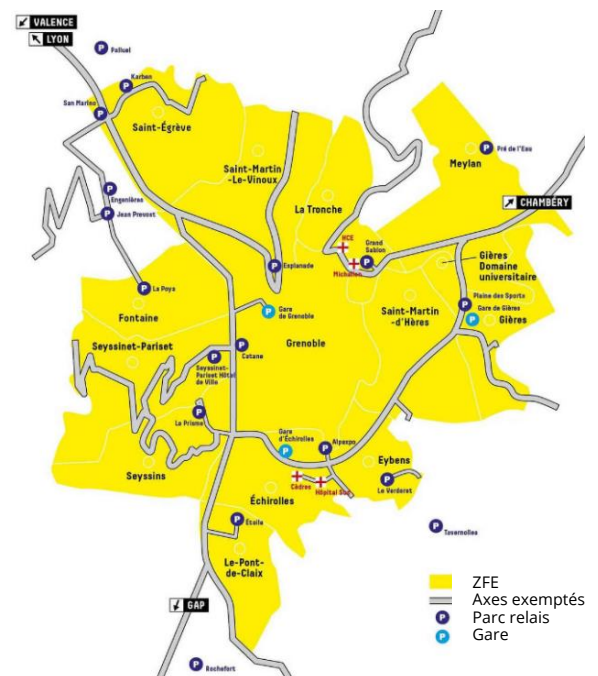 VALENCE
LYON
Pallual
Karben
San Marino
Saint-Égrève
Saint-Martin
-Le-Vinoux
Meylan
Pré de l'Eau
La Tronche
CHAMBÉRY
Engenières
Jean Prevost
HCE
Grand
Sablon
Michallon
Esplanade
Gières
Domaine
universitaire
La Poya
Fontaine
Gare
de Grenoble
Saint-Martin
-d'Hères
Plaine des Sports
Gare de Gières
Gières
Seyssinet-Pariset
Grenoble
Catane
Seyssinet-
Pariset Hôtel
de Ville
Le Prisme
Gare
d'Échirolles
Alpexpo
Seyssins
Eybens
Cèdres
Hôpital Sud
Le Verderet
Échirolles
Étoile
Tavernolles
Le-Pont-
de-Claix
GAP
Rochefort
ZFE
Axes exemptés
P Parc relais
P Gare